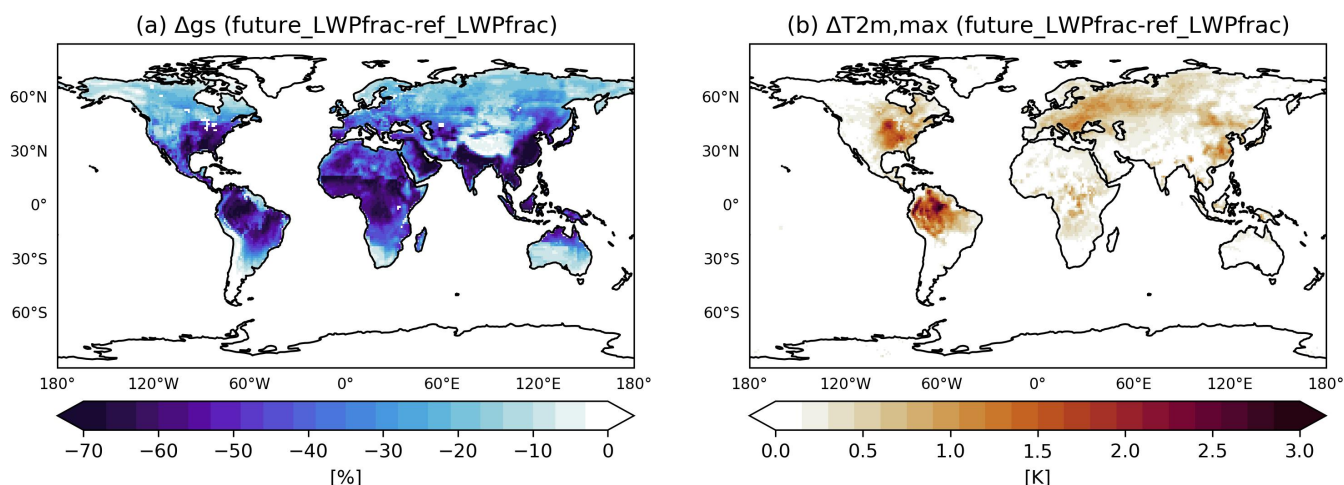 (a) Δgs (future_LWPfrac-ref_LWPfrac)
60°N
30°N
0°
30°S
60°S
180° 120°W 60°W 0° 60°E 120°E 180°
−70 −60 −50 −40 −30 −20 −10 0
[%]
(b) ΔT2m,max (future_LWPfrac-ref_LWPfrac)
60°N
30°N
0°
30°S
60°S
180° 120°W 60°W 0° 60°E 120°E 180°
0.0 0.5 1.0 1.5 2.0 2.5 3.0
[K]